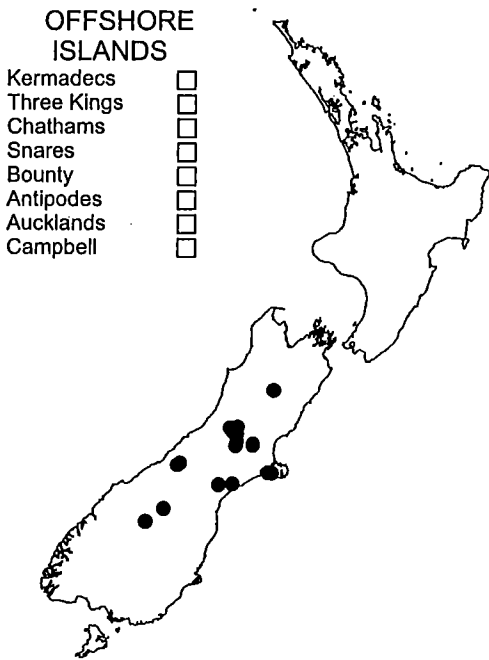 OFFSHORE
ISLANDS
Kermadecs
Three Kings
Chathams
Snares
Bounty
Antipodes
Aucklands
Campbell